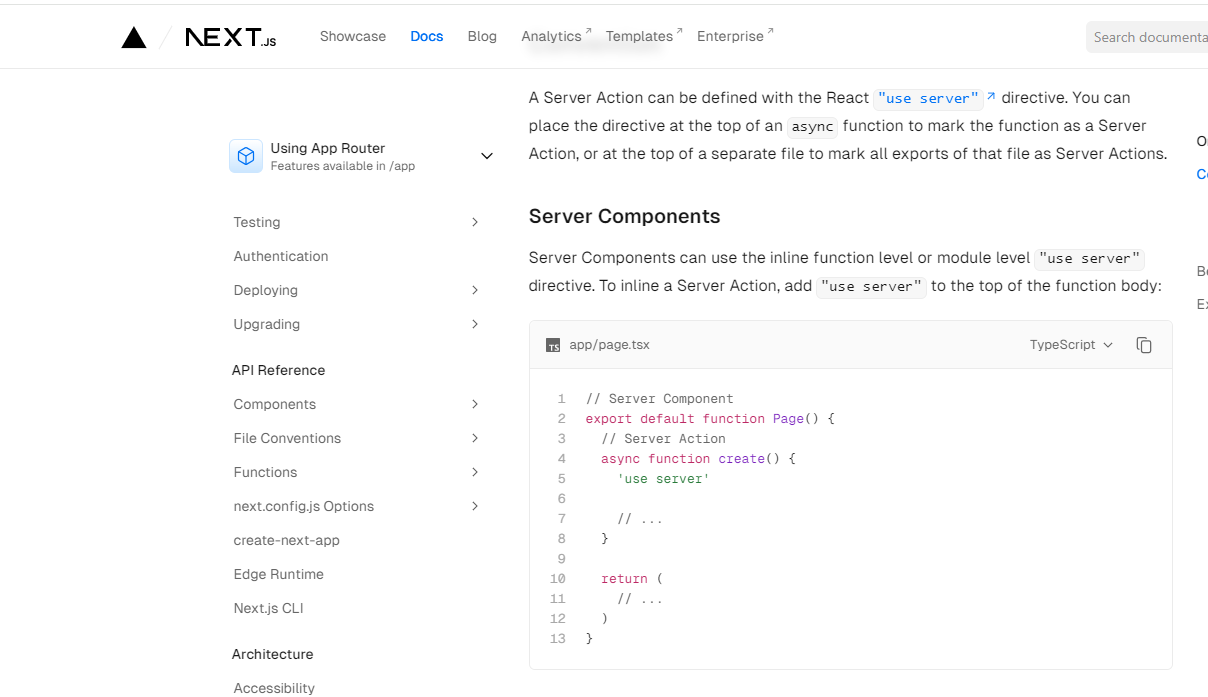 NEXT.JS
Showcase
Docs
Blog
Analytics
Templates
Enterprise
Search documenta
Using App Router
Features available in /app
Testing
Authentication
Deploying
Upgrading
API Reference
Components
File Conventions
Functions
next.config.js Options
create-next-app
Edge Runtime
Next.js CLI
Architecture
Accessibility
A Server Action can be defined with the React "use server" directive. You can
place the directive at the top of an async function to mark the function as a Server
Action, or at the top of a separate file to mark all exports of that file as Server Actions.
Server Components
Server Components can use the inline function level or module level "use server"
directive. To inline a Server Action, add "use server" to the top of the function body:
TS app/page.tsx
TypeScript
1 // Server Component
2 export default function Page() {
3 // Server Action
4 async function create() {
5 'use server'
6
7 // ...
8 }
9
10 return (
11 // ...
12 )
13 }